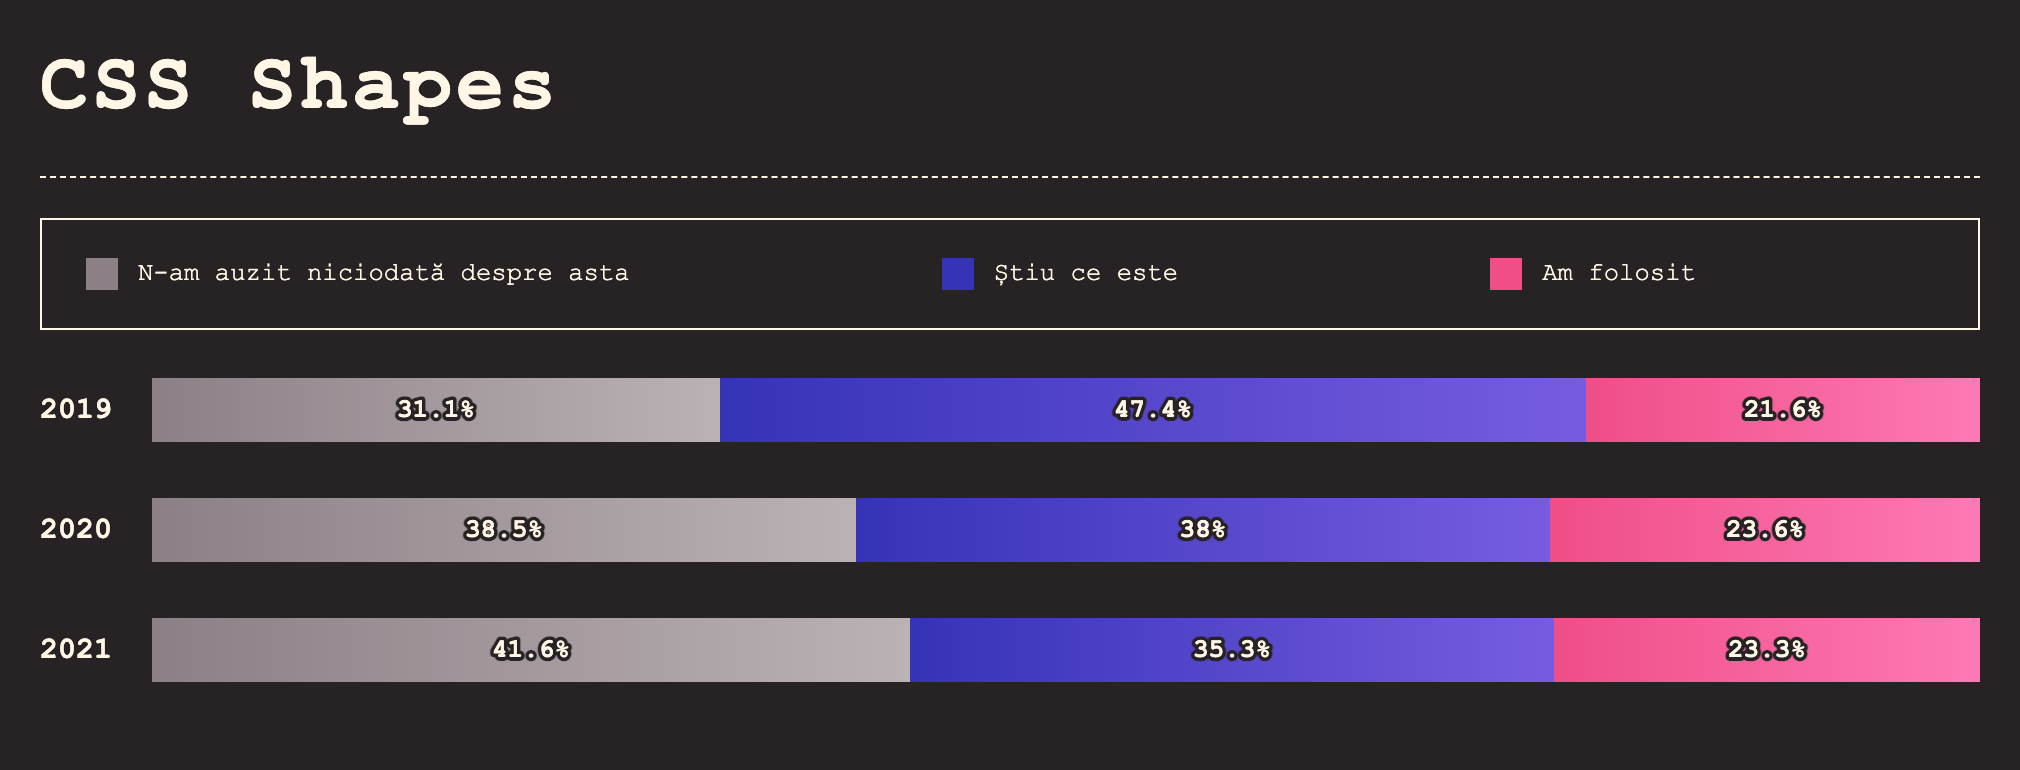 CSS Shapes
N-am auzit niciodată despre asta Știu ce este Am folosit
2019 31.1% 47.4% 21.6%
2020 38.5% 38% 23.6%
2021 41.6% 35.3% 23.3%